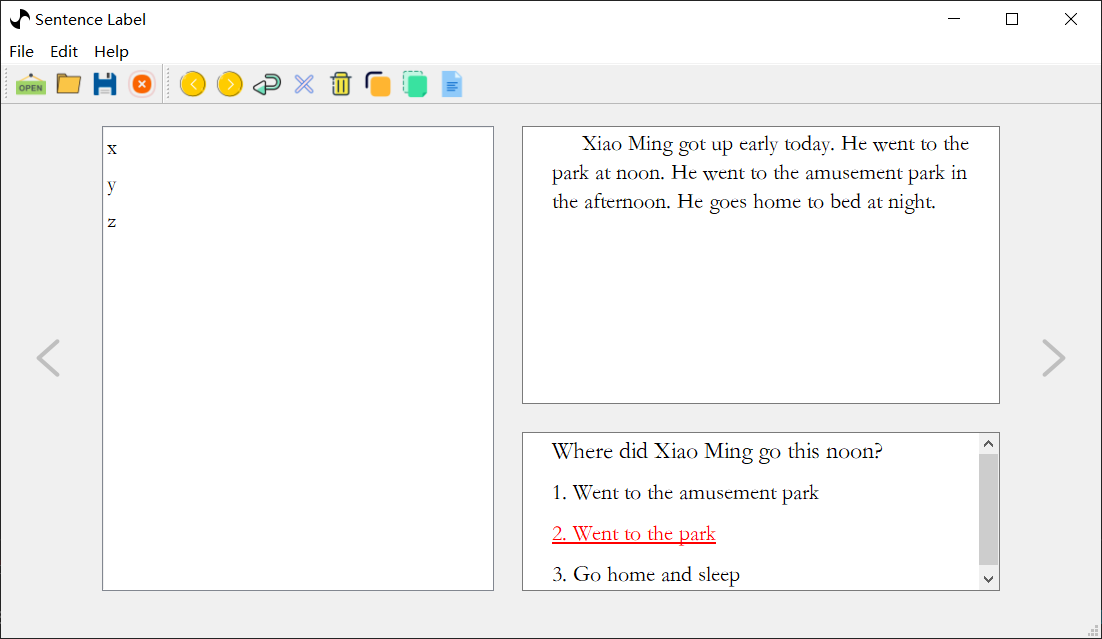 Sentence Label
File Edit Help
OPEN
x
y
z
Xiao Ming got up early today. He went to the
park at noon. He went to the amusement park in
the afternoon. He goes home to bed at night.
Where did Xiao Ming go this noon?
1. Went to the amusement park
2. Went to the park
3. Go home and sleep